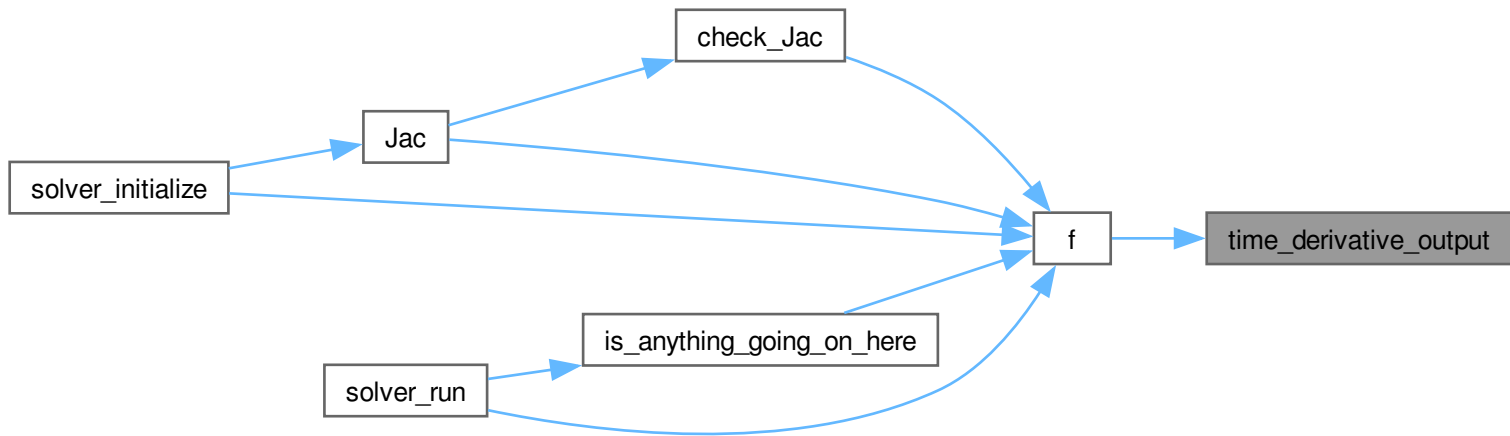 check_Jac
Jac
solver_initialize
f
time_derivative_output
is_anything_going_on_here
solver_run